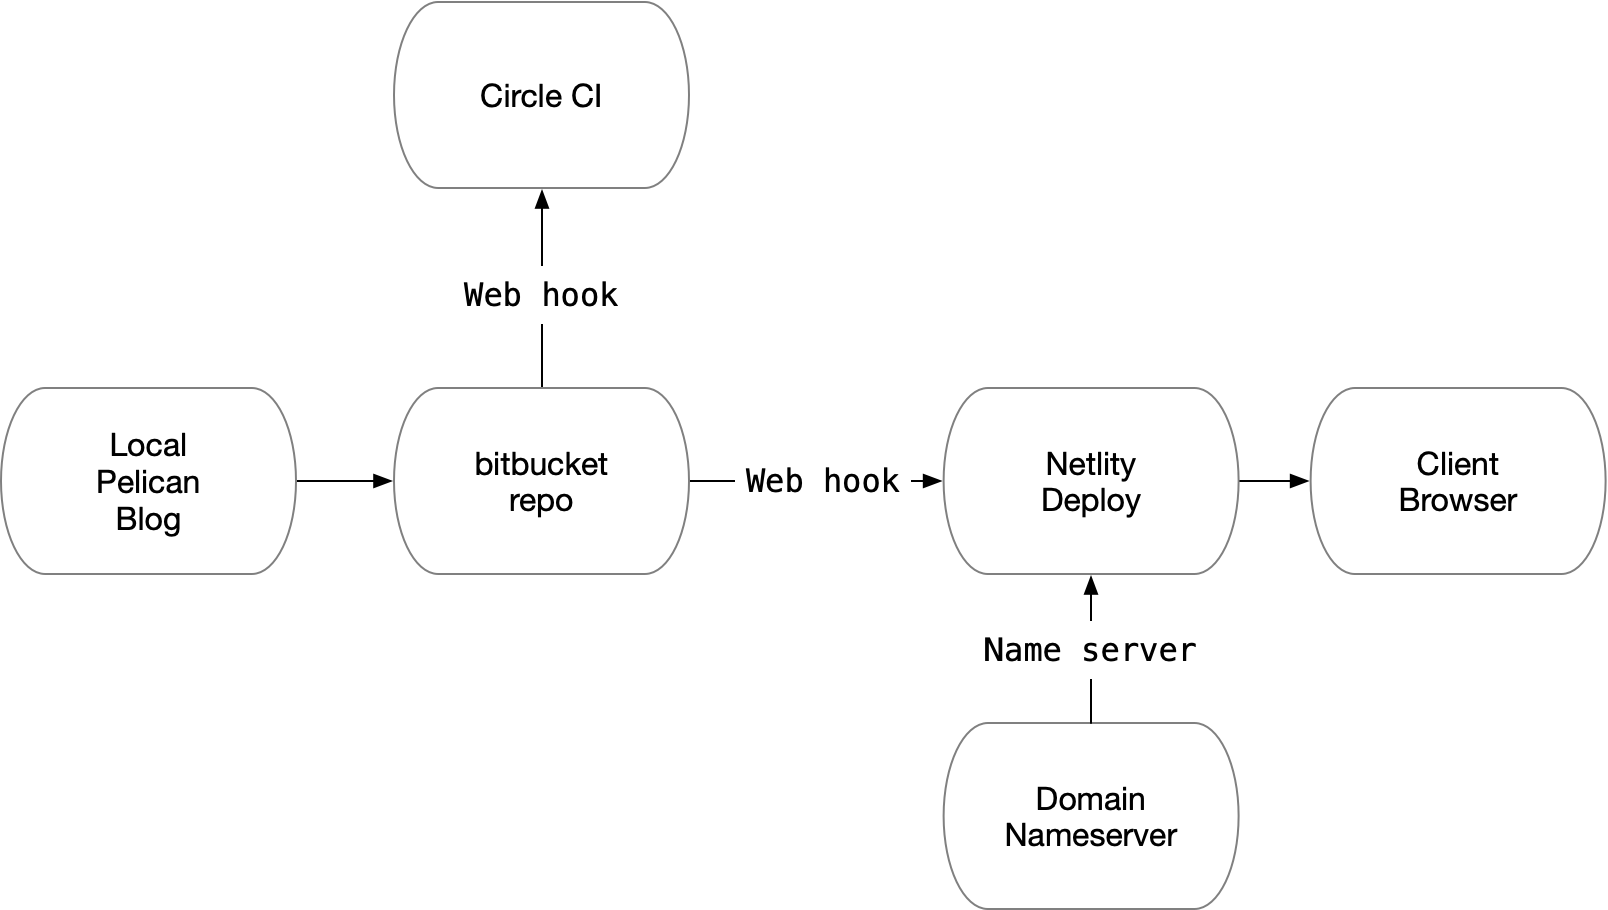 Circle CI
Web hook
Local
Pelican
Blog
bitbucket
repo
Web hook
Netlity
Deploy
Client
Browser
Name server
Domain
Nameserver